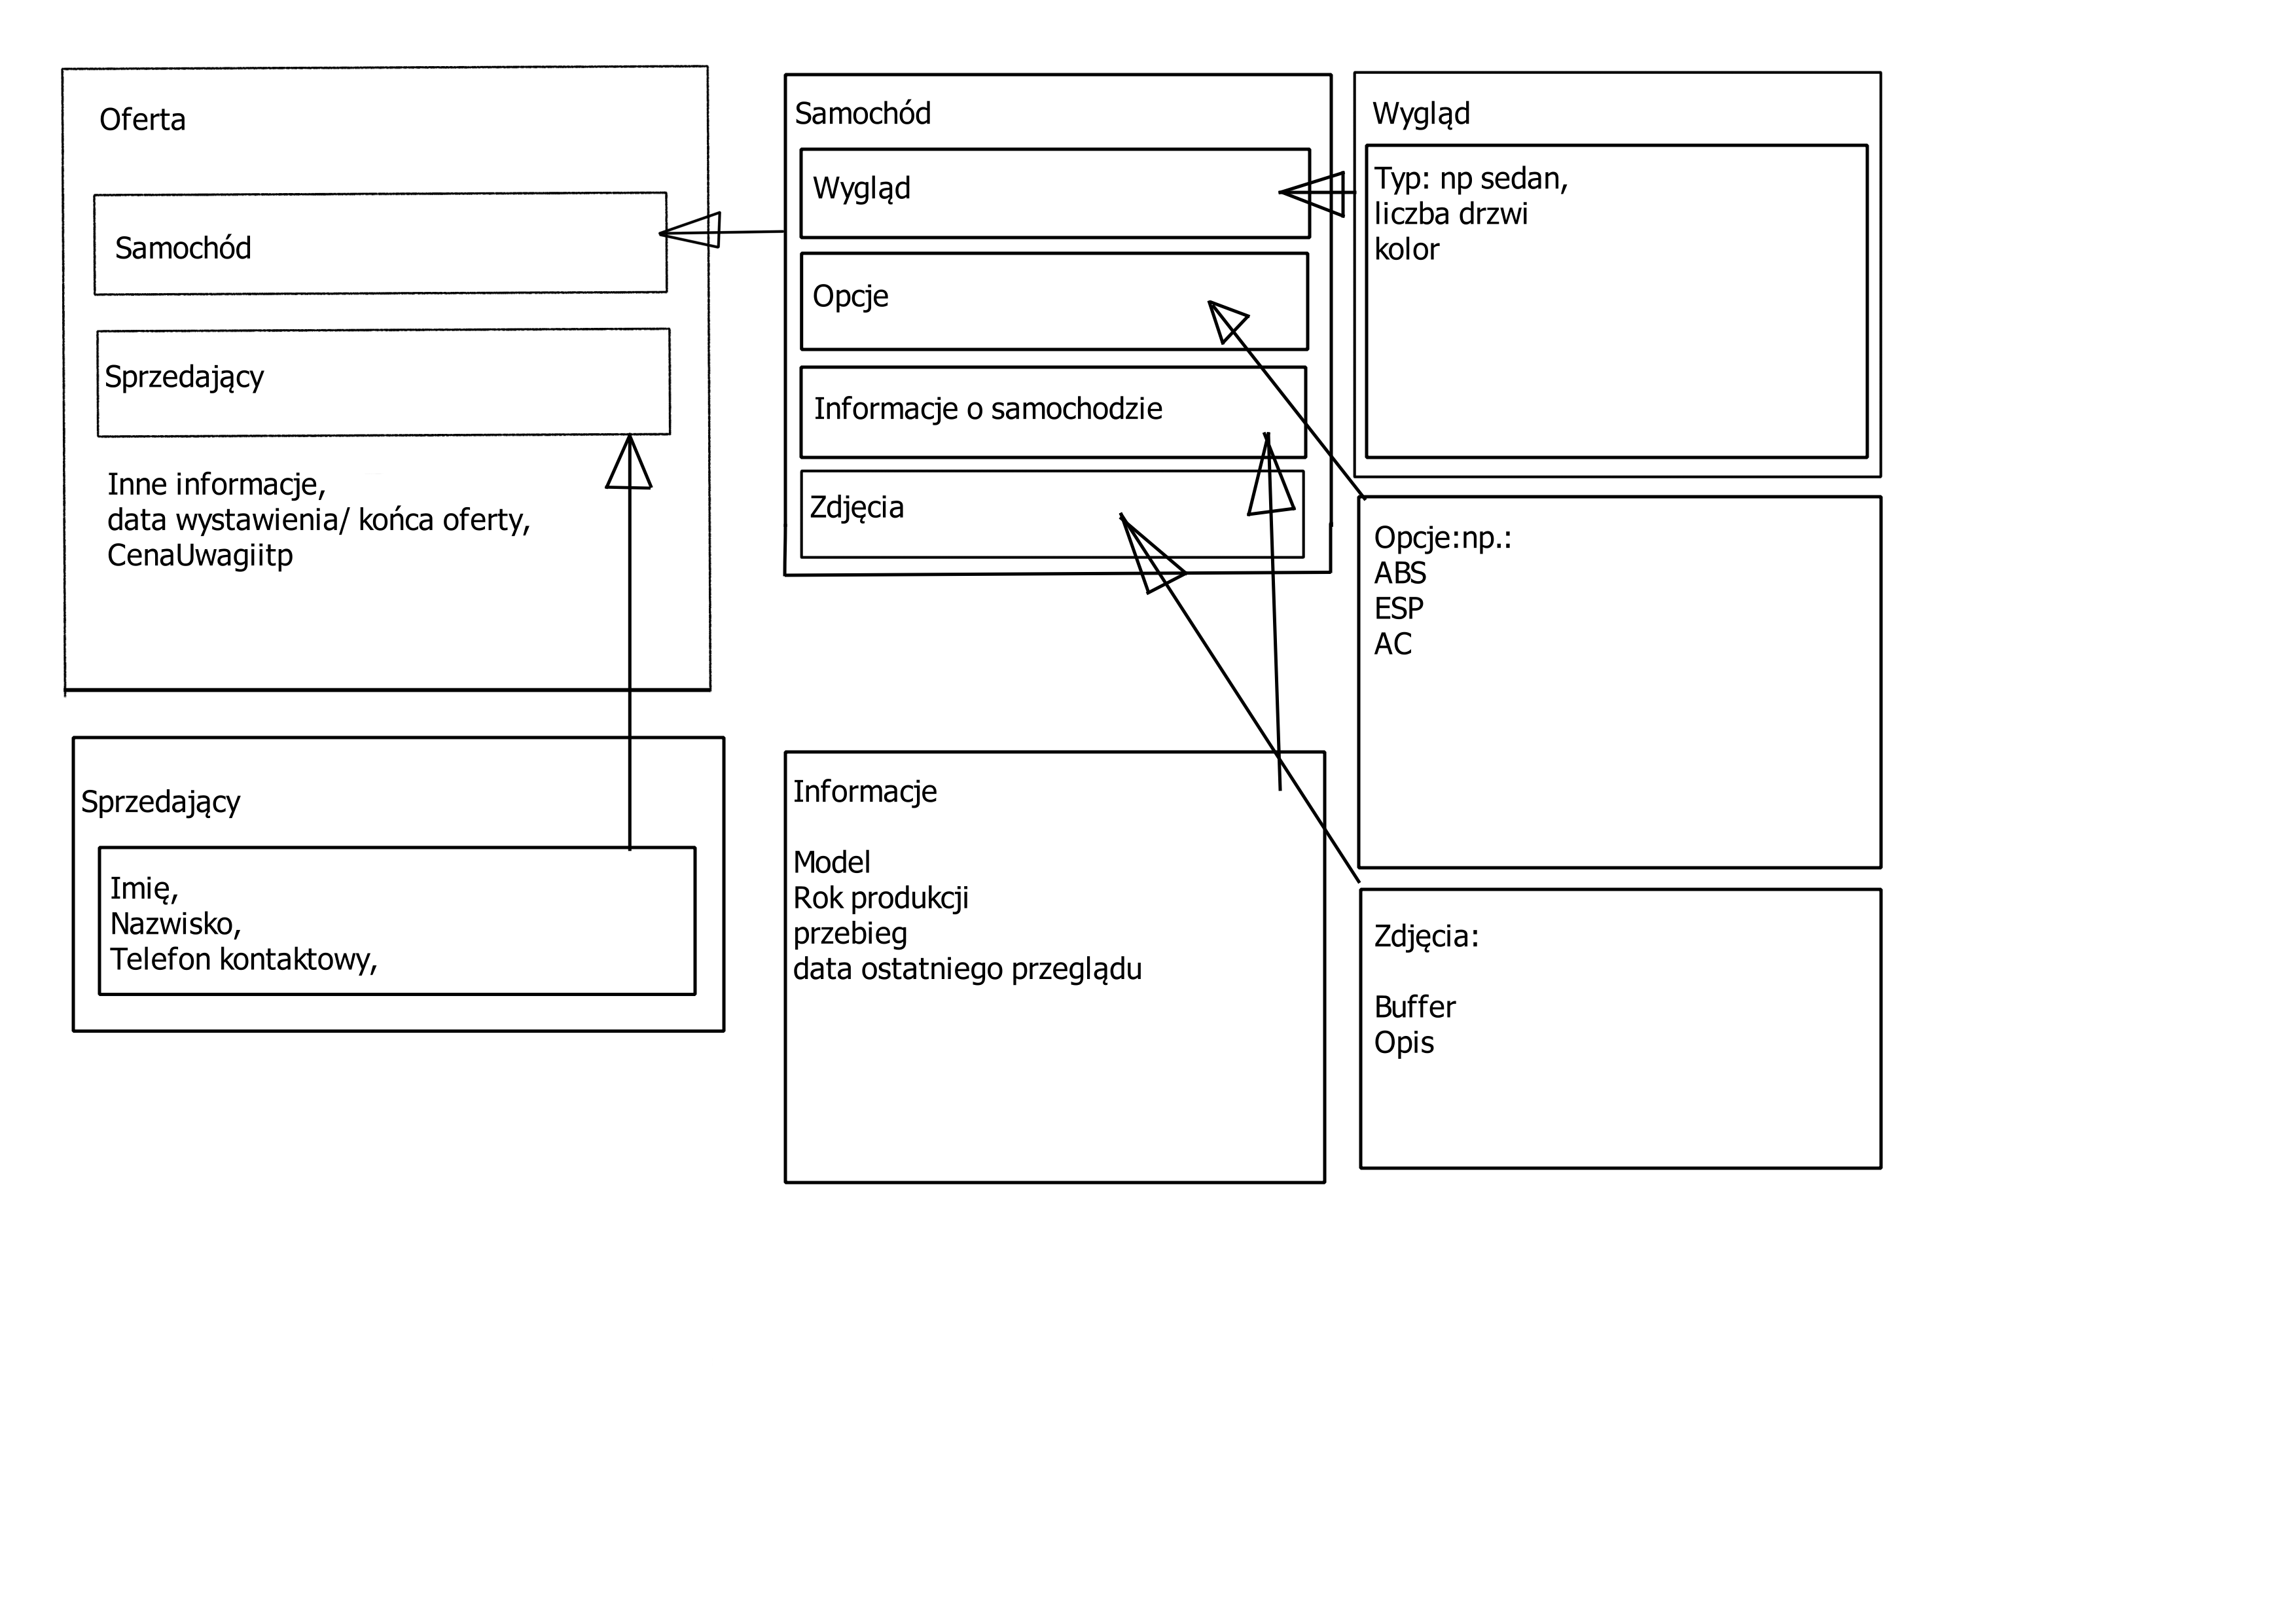 Oferta
Samochód
Sprzedający
Inne informacje,
data wystawienia/ końca oferty,
CenaUwagiitp
Sprzedający
Imię,
Nazwisko,
Telefon kontaktowy,
Samochód
Wygląd
Opcje
Informacje o samochodzie
Zdjęcia
Informacje
Model
Rok produkcji
przebieg
data ostatniego przeglądu
Wygląd
Typ: np sedan,
liczba drzwi
kolor
Opcje:np.:
ABS
ESP
AC
Zdjęcia:
Buffer
Opis